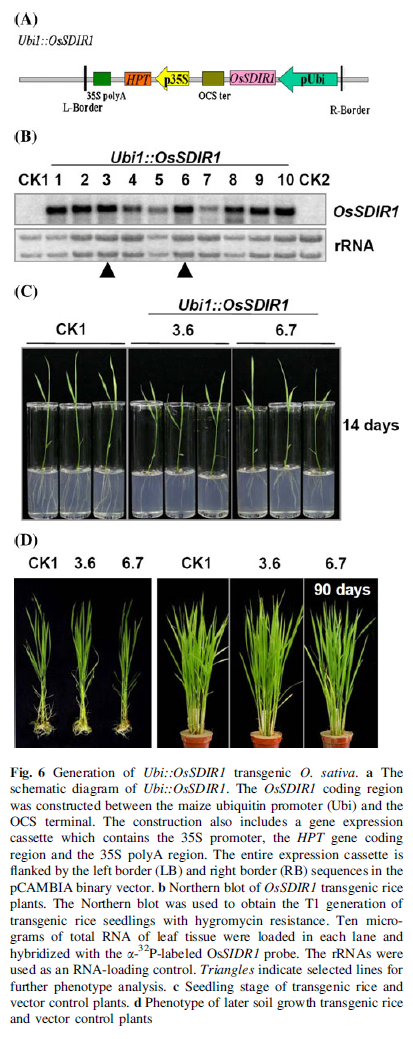 (A)
Ubi1::OsSDIR1
HPT p35S OsSDIR1 pUbi
35S polyA OCS ter
L-Border R-Border
(B)
Ubi1::OsSDIR1
CK1 1 2 3 4 5 6 7 8 9 10 CK2
OsSDIR1
rRNA
(C)
Ubi1::OsSDIR1
CK1 3.6 6.7
14 days
(D)
CK1 3.6 6.7 CK1 3.6 6.7
90 days
Fig. 6 Generation of Ubi::OsSDIR1 transgenic O. sativa. a The
schematic diagram of Ubi::OsSDIR1. The OsSDIR1 coding region
was constructed between the maize ubiquitin promoter (Ubi) and the
OCS terminal. The construction also includes a gene expression
cassette which contains the 35S promoter, the HPT gene coding
region and the 35S polyA region. The entire expression cassette is
flanked by the left border (LB) and right border (RB) sequences in the
pCAMBIA binary vector. b Northern blot of OsSDIR1 transgenic rice
plants. The Northern blot was used to obtain the T1 generation of
transgenic rice seedlings with hygromycin resistance. Ten micro-
grams of total RNA of leaf tissue were loaded in each lane and
hybridized with the α-32P-labeled OsSIDR1 probe. The rRNAs were
used as an RNA-loading control. Triangles indicate selected lines for
further phenotype analysis. c Seedling stage of transgenic rice and
vector control plants. d Phenotype of later soil growth transgenic rice
and vector control plants